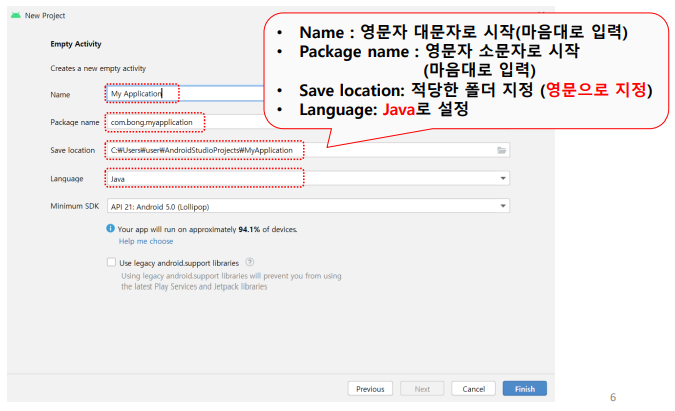 New Project
• Name : 영문자 대문자로 시작(마음대로 입력)
• Package name : 영문자 소문자로 시작
(마음대로 입력)
• Save location: 적당한 폴더 지정 (영문으로 지정)
• Language: Java로 설정
Empty Activity
Creates a new empty activity
Name My Application
Package name com.bong.myapplication
Save location C:₩Users₩user₩AndroidStudioProjects₩MyApplication
Language Java
Minimum SDK API 21: Android 5.0 (Lollipop)
Your app will run on approximately 94.1% of devices.
Help me choose
Use legacy android.support libraries
Using legacy android.support libraries will prevent you from using
the latest Play Services and Jetpack libraries
Previous Next Cancel Finish
6